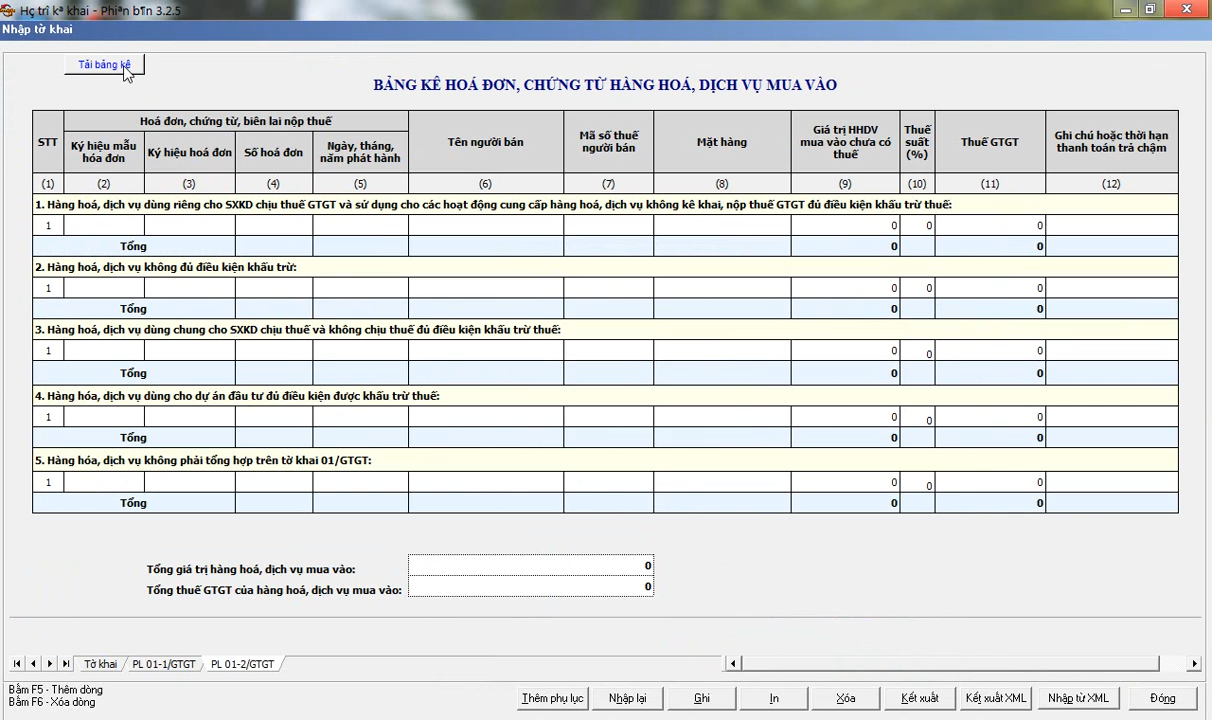 Hç trî kª khai - Phiªn b¶n 3.2.5
Nhập tờ khai
Tải bảng kê
BẢNG KÊ HOÁ ĐƠN, CHỨNG TỪ HÀNG HOÁ, DỊCH VỤ MUA VÀO
STT
Hoá đơn, chứng từ, biên lai nộp thuế
Ký hiệu mẫu
hóa đơn
Ký hiệu hoá đơn
Số hoá đơn
Ngày, tháng,
năm phát hành
Tên người bán
Mã số thuế
người bán
Mặt hàng
Giá trị HHDV
mua vào chưa có
thuế
Thuế
suất
(%)
Thuế GTGT
Ghi chú hoặc thời hạn
thanh toán trả chậm
(1) (2) (3) (4) (5) (6) (7) (8) (9) (10) (11) (12)
1. Hàng hoá, dịch vụ dùng riêng cho SXKD chịu thuế GTGT và sử dụng cho các hoạt động cung cấp hàng hoá, dịch vụ không kê khai, nộp thuế GTGT đủ điều kiện khấu trừ thuế:
1 0 0 0
Tổng 0 0
2. Hàng hoá, dịch vụ không đủ điều kiện khấu trừ:
1 0 0 0
Tổng 0 0
3. Hàng hoá, dịch vụ dùng chung cho SXKD chịu thuế và không chịu thuế đủ điều kiện khấu trừ thuế:
1 0 0 0
Tổng 0 0
4. Hàng hóa, dịch vụ dùng cho dự án đầu tư đủ điều kiện được khấu trừ thuế:
1 0 0 0
Tổng 0 0
5. Hàng hóa, dịch vụ không phải tổng hợp trên tờ khai 01/GTGT:
1 0 0 0
Tổng 0 0
Tổng giá trị hàng hoá, dịch vụ mua vào: 0
Tổng thuế GTGT của hàng hoá, dịch vụ mua vào: 0
Tờ khai PL 01-1/GTGT PL 01-2/GTGT
Bấm F5 - Thêm dòng
Bấm F6 - Xóa dòng
Thêm phụ lục Nhập lại Ghi In Xóa Kết xuất Kết xuất XML Nhập từ XML Đóng